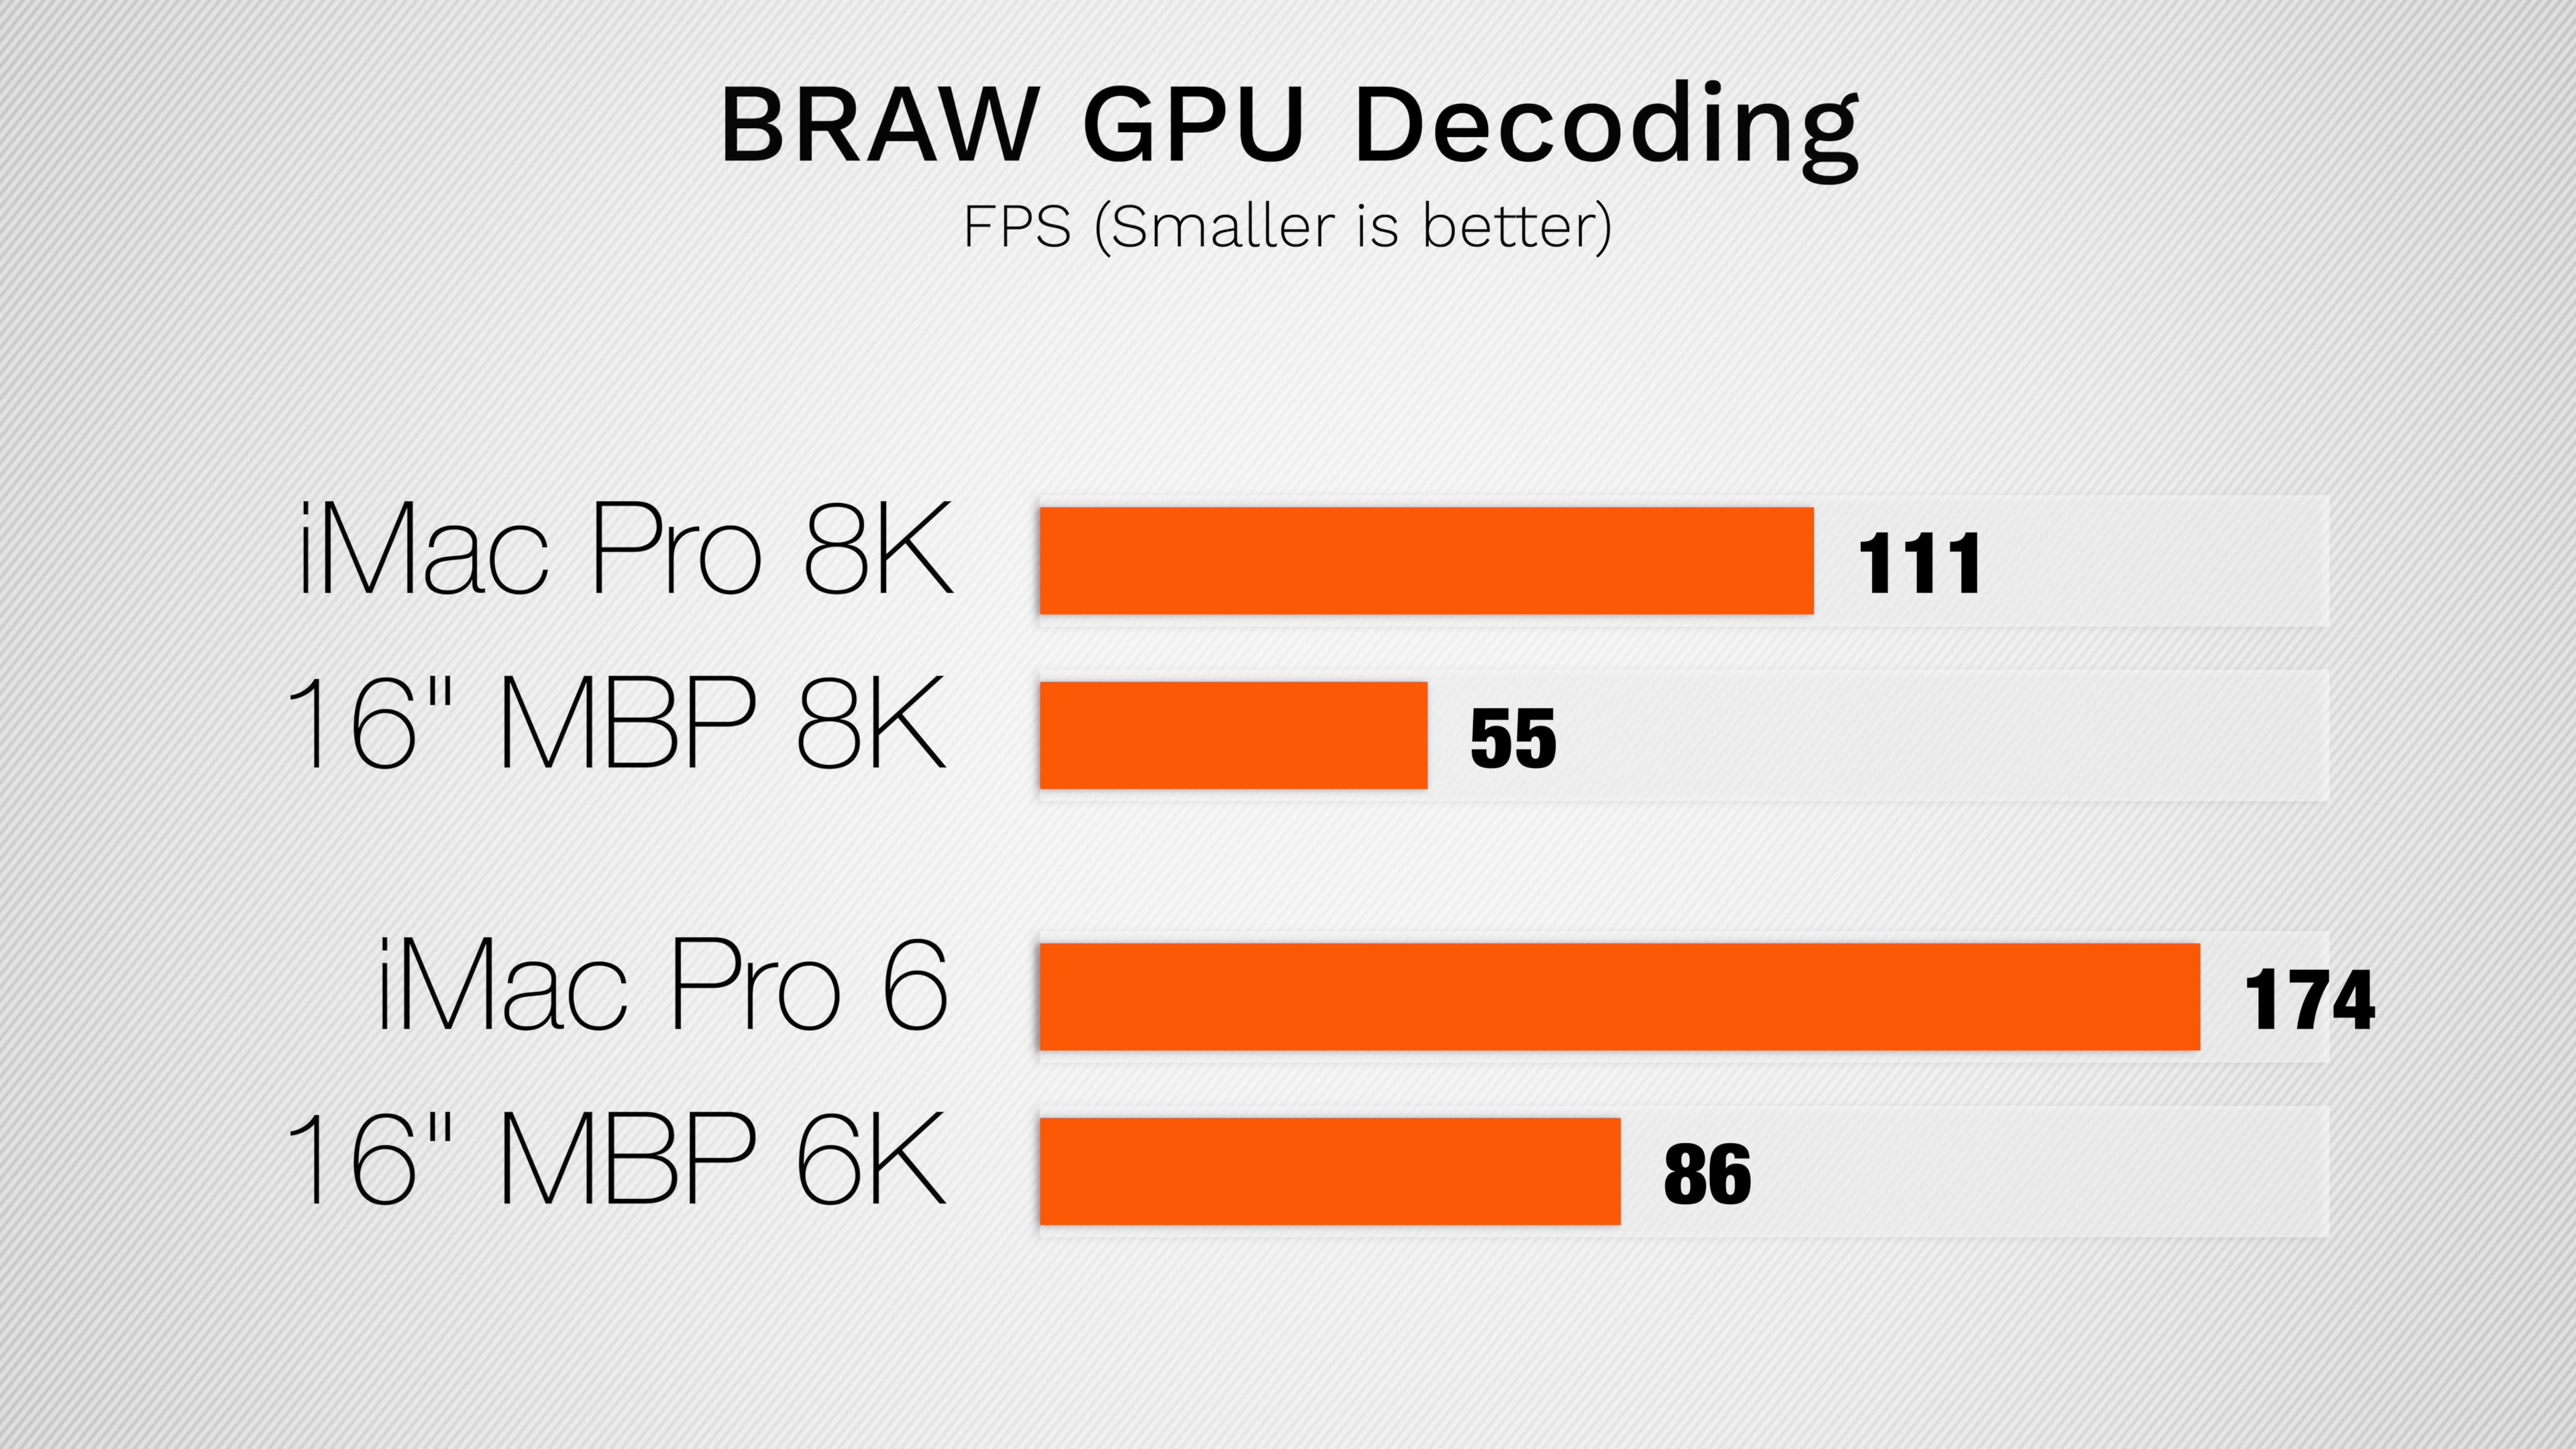 BRAW GPU Decoding
FPS (Smaller is better)
iMac Pro 8K 111
16" MBP 8K 55
iMac Pro 6 174
16" MBP 6K 86